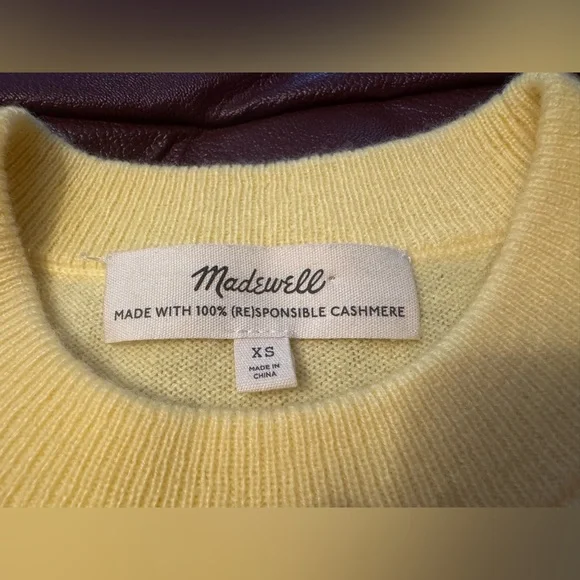 Madewell
MADE WITH 100% (RE)SPONSIBLE CASHMERE
XS
MADE IN
CHINA